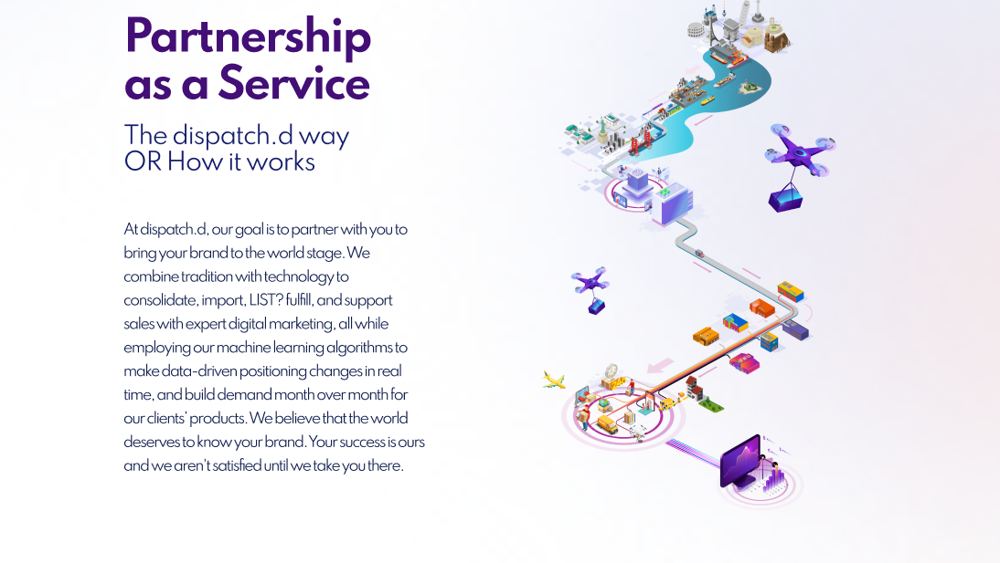 Partnership
as a Service
The dispatch.d way
OR How it works
At dispatch.d, our goal is to partner with you to
bring your brand to the world stage. We
combine tradition with technology to
consolidate, import, LIST? fulfill, and support
sales with expert digital marketing, all while
employing our machine learning algorithms to
make data-driven positioning changes in real
time, and build demand month over month for
our clients’ products. We believe that the world
deserves to know your brand. Your success is ours
and we aren't satisfied until we take you there.